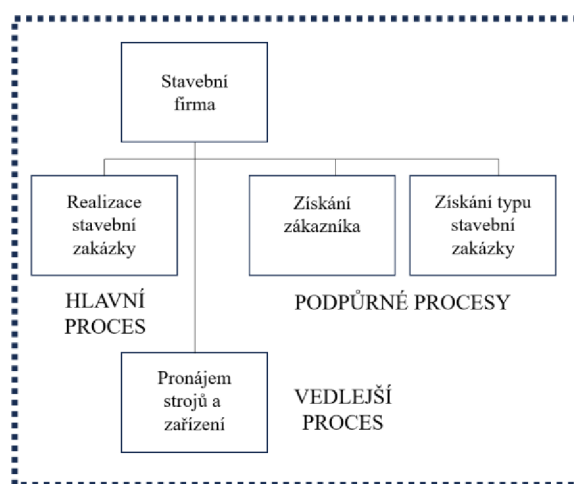 Stavební
firma
Realizace
stavební
zakázky
Získání
zákazníka
Získání typu
stavební
zakázky
HLAVNÍ
PROCES
PODPŮRNÉ PROCESY
Pronájem
strojů a
zařízení
VEDLEJŠÍ
PROCES